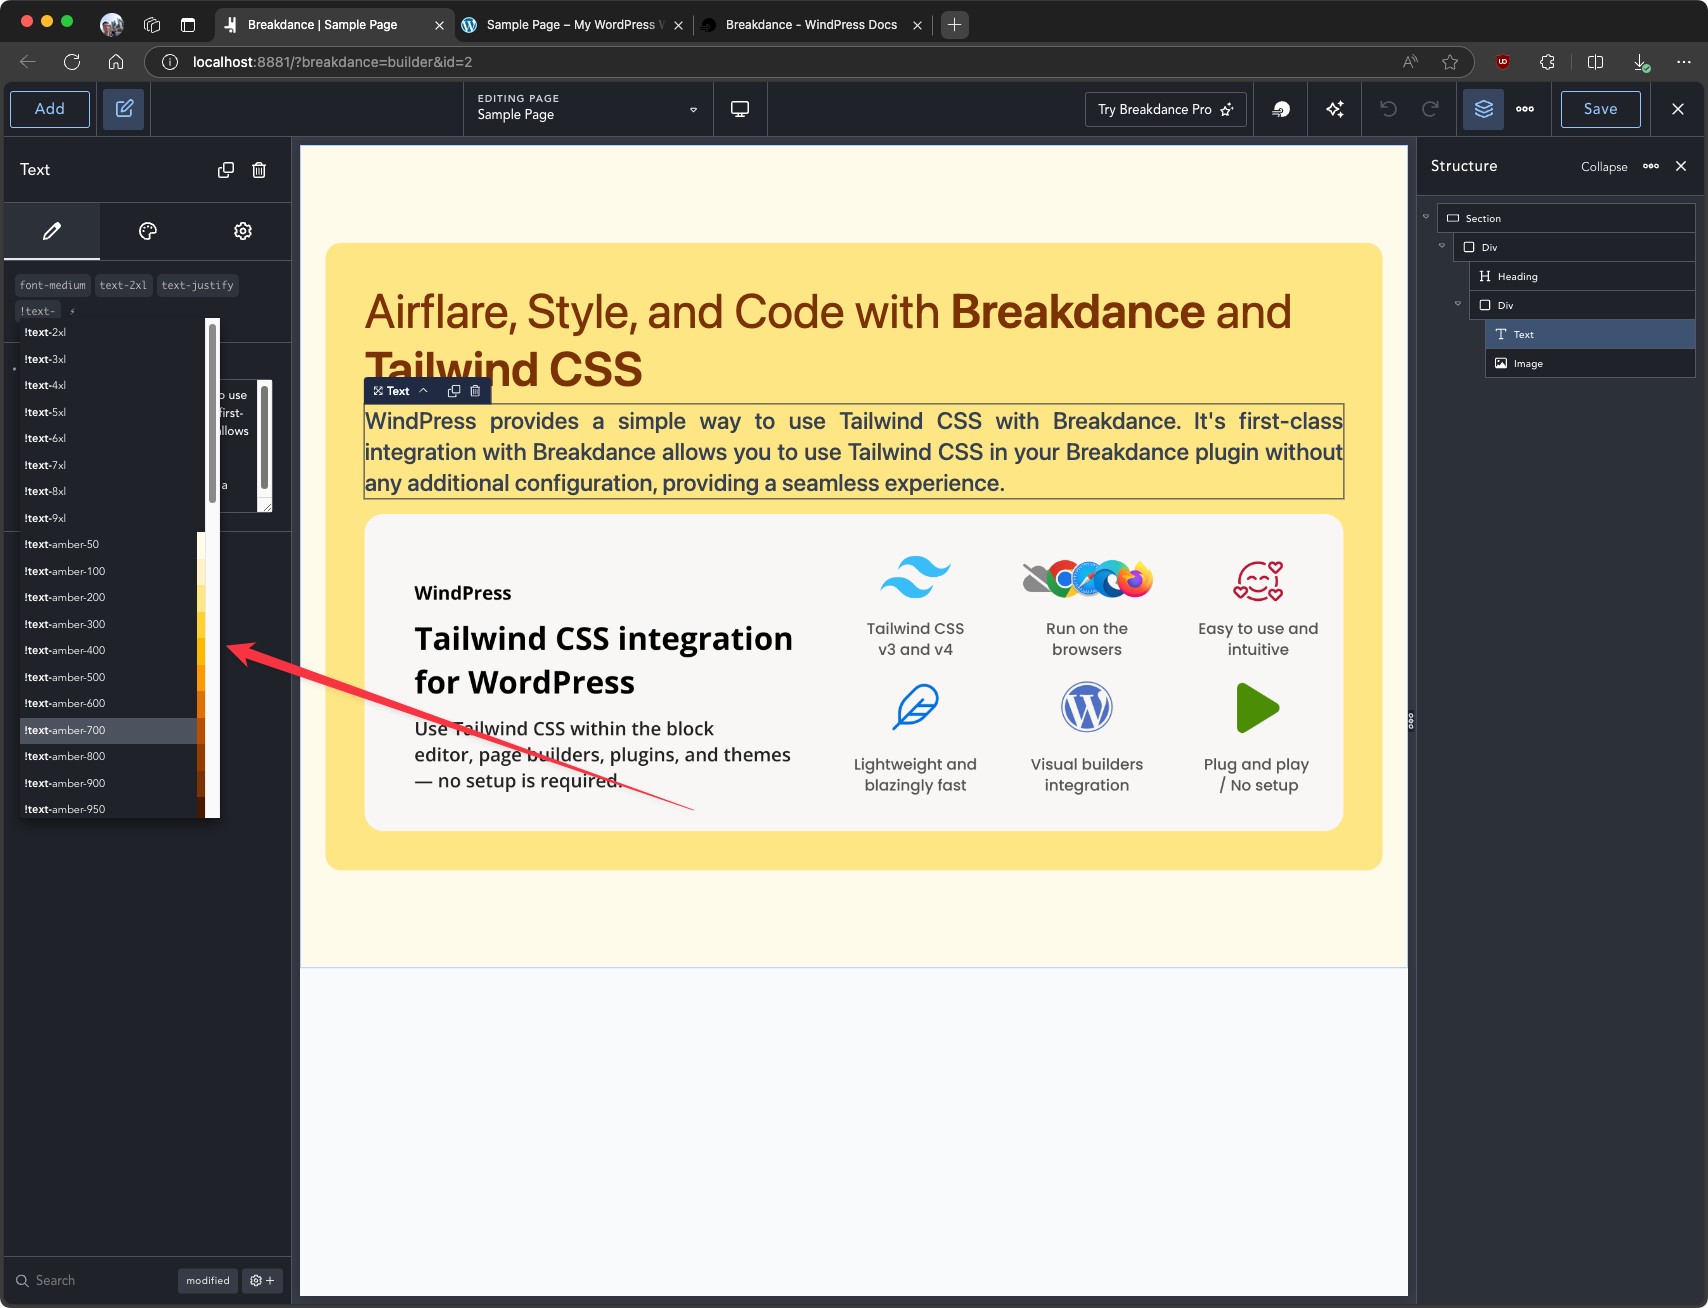 Breakdance | Sample Page
Sample Page – My WordPress W
Breakdance - WindPress Docs
localhost:8881/?breakdance=builder&id=2
Add
EDITING PAGE
Sample Page
Try Breakdance Pro
Save
Text
font-medium text-2xl text-justify
!text-
!text-2xl
!text-3xl
!text-4xl
!text-5xl
!text-6xl
!text-7xl
!text-8xl
!text-9xl
!text-amber-50
!text-amber-100
!text-amber-200
!text-amber-300
!text-amber-400
!text-amber-500
!text-amber-600
!text-amber-700
!text-amber-800
!text-amber-900
!text-amber-950
o use
first-
llows
a
Search
modified
Airflare, Style, and Code with Breakdance and
Tailwind CSS
Text
WindPress provides a simple way to use Tailwind CSS with Breakdance. It's first-class
integration with Breakdance allows you to use Tailwind CSS in your Breakdance plugin without
any additional configuration, providing a seamless experience.
WindPress
Tailwind CSS integration
for WordPress
Use Tailwind CSS within the block
editor, page builders, plugins, and themes
— no setup is required.
Tailwind CSS
v3 and v4
Run on the
browsers
Easy to use and
intuitive
Lightweight and
blazingly fast
Visual builders
integration
Plug and play
/ No setup
Structure
Collapse
Section
Div
Heading
Div
Text
Image